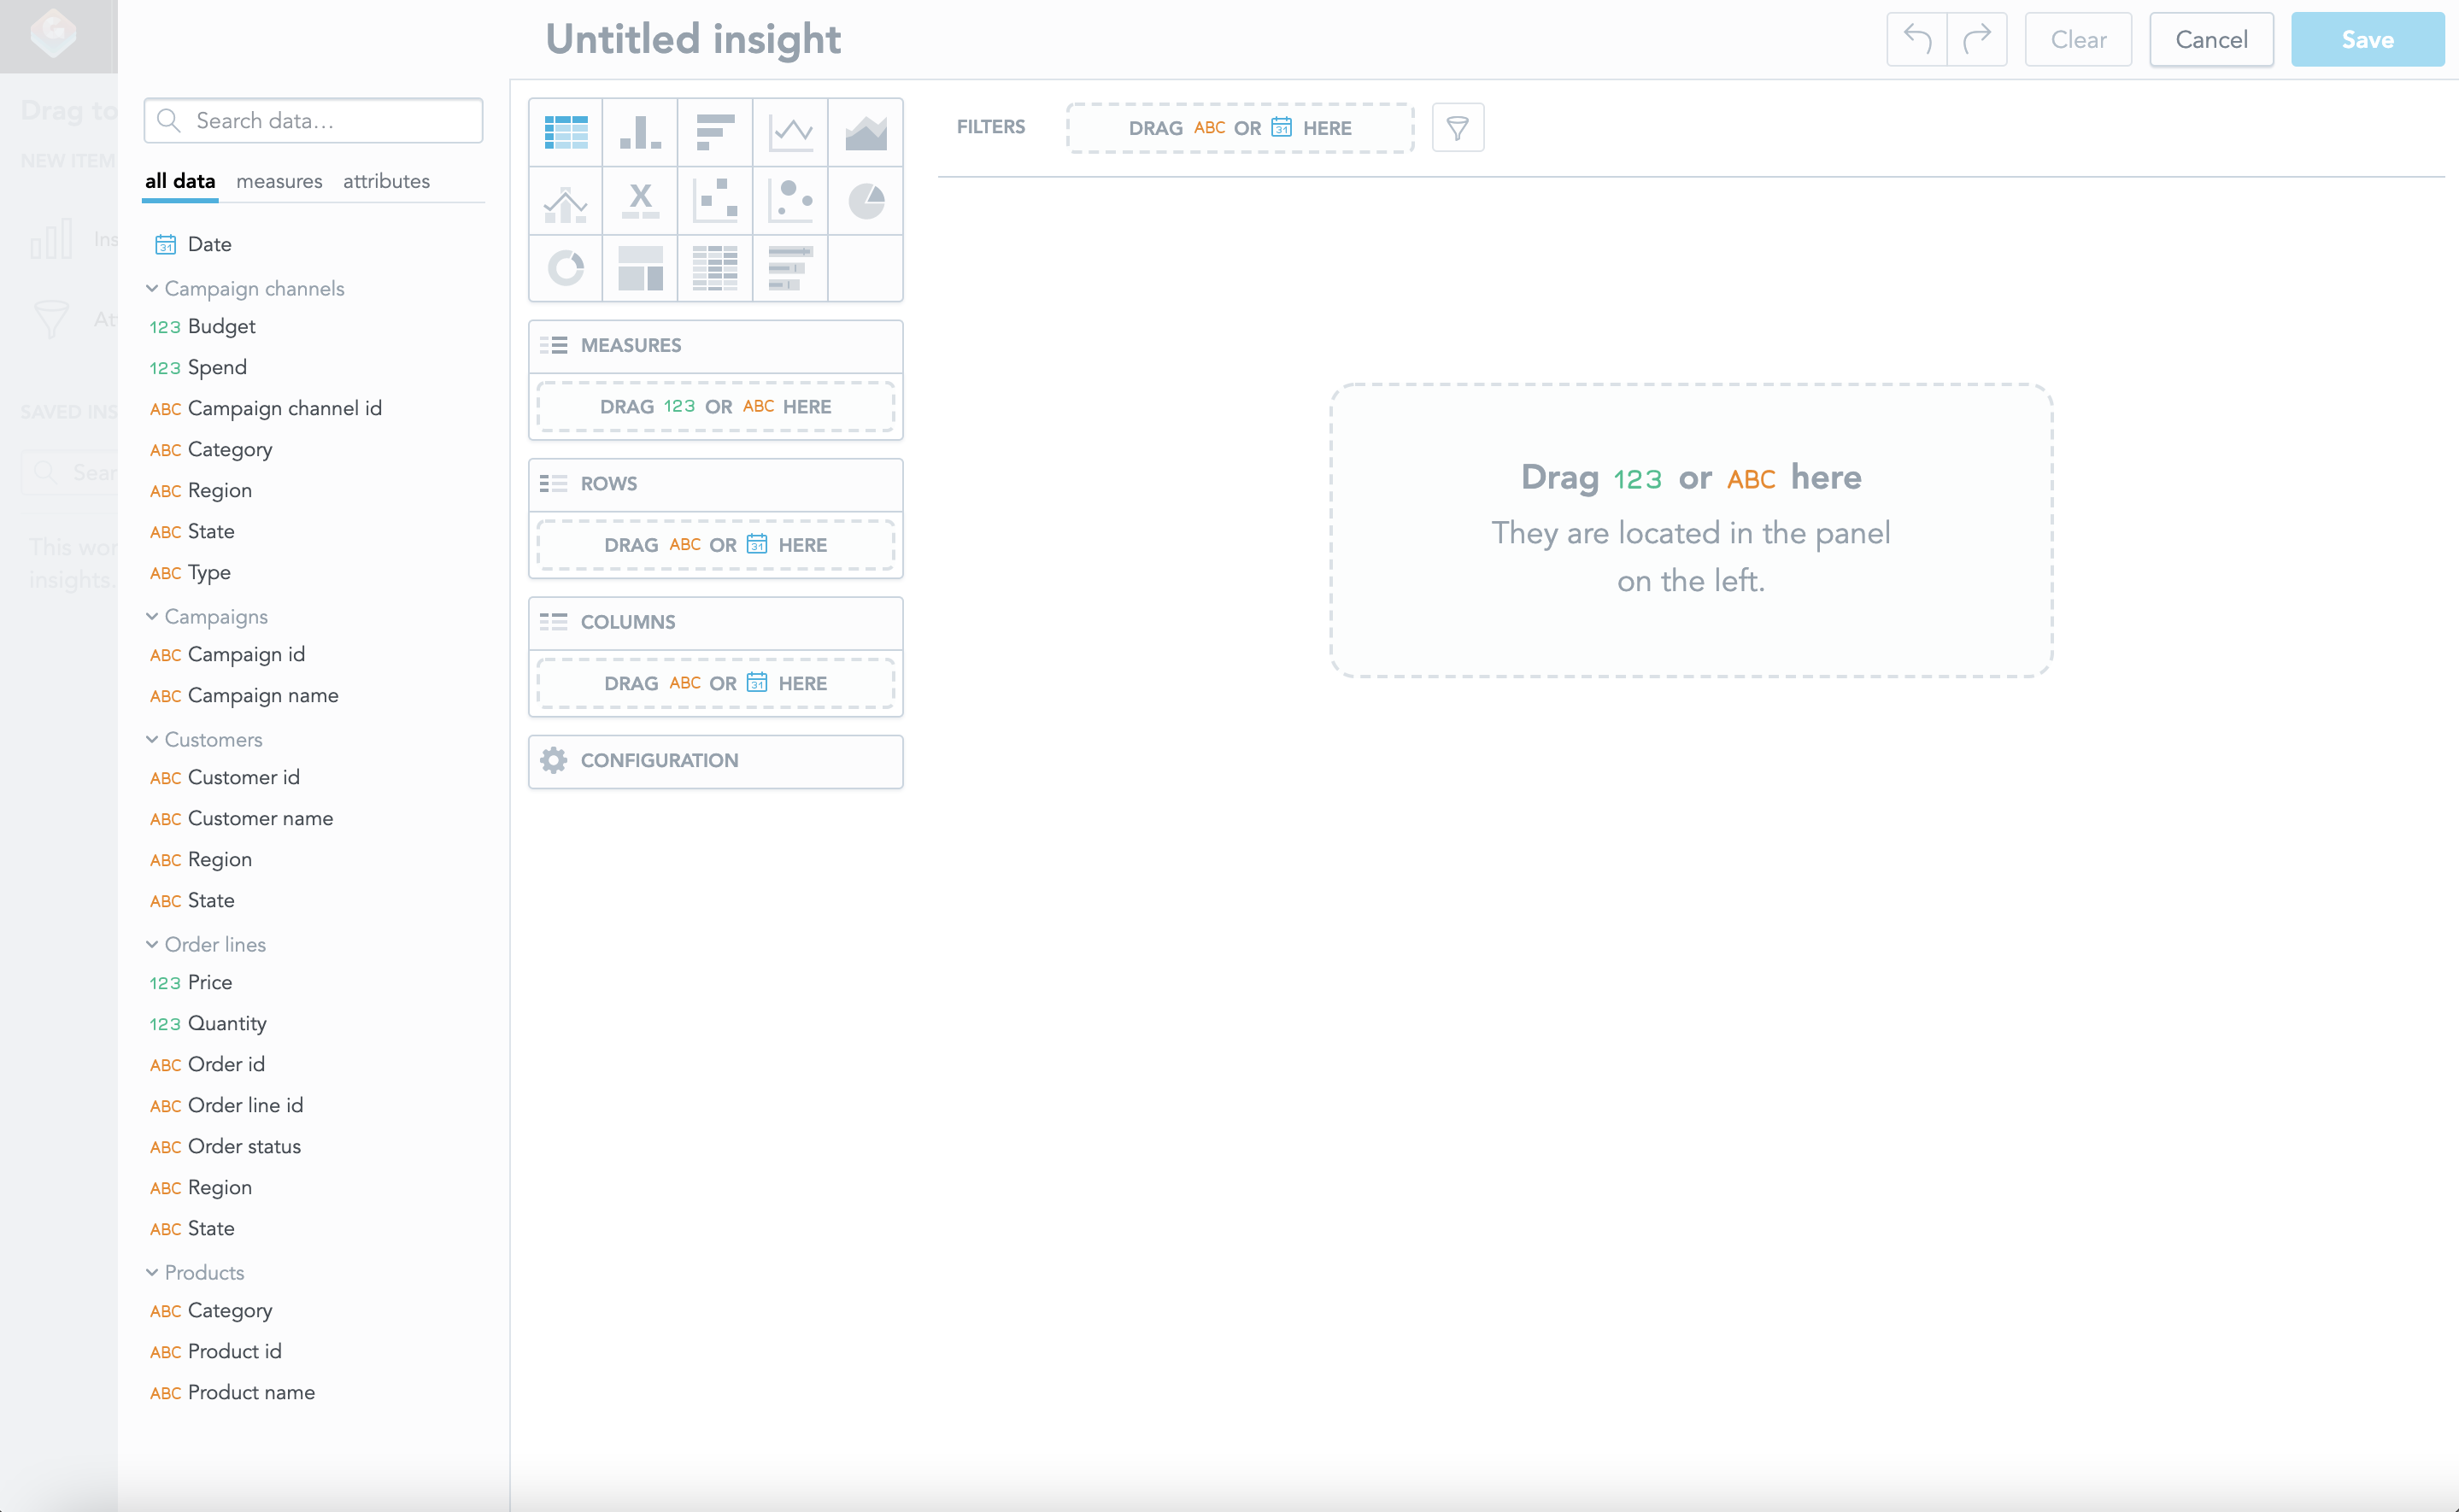 Untitled insight
Clear
Cancel
Save
Drag to
NEW ITEM
Ins
Att
SAVED INS
Sear
This wor
insights.
Search data...
all data measures attributes
31 Date
Campaign channels
123 Budget
123 Spend
ABC Campaign channel id
ABC Category
ABC Region
ABC State
ABC Type
Campaigns
ABC Campaign id
ABC Campaign name
Customers
ABC Customer id
ABC Customer name
ABC Region
ABC State
Order lines
123 Price
123 Quantity
ABC Order id
ABC Order line id
ABC Order status
ABC Region
ABC State
Products
ABC Category
ABC Product id
ABC Product name
X
MEASURES
DRAG 123 OR ABC HERE
ROWS
DRAG ABC OR 31 HERE
COLUMNS
DRAG ABC OR 31 HERE
CONFIGURATION
FILTERS
DRAG ABC OR 31 HERE
Drag 123 or ABC here
They are located in the panel
on the left.